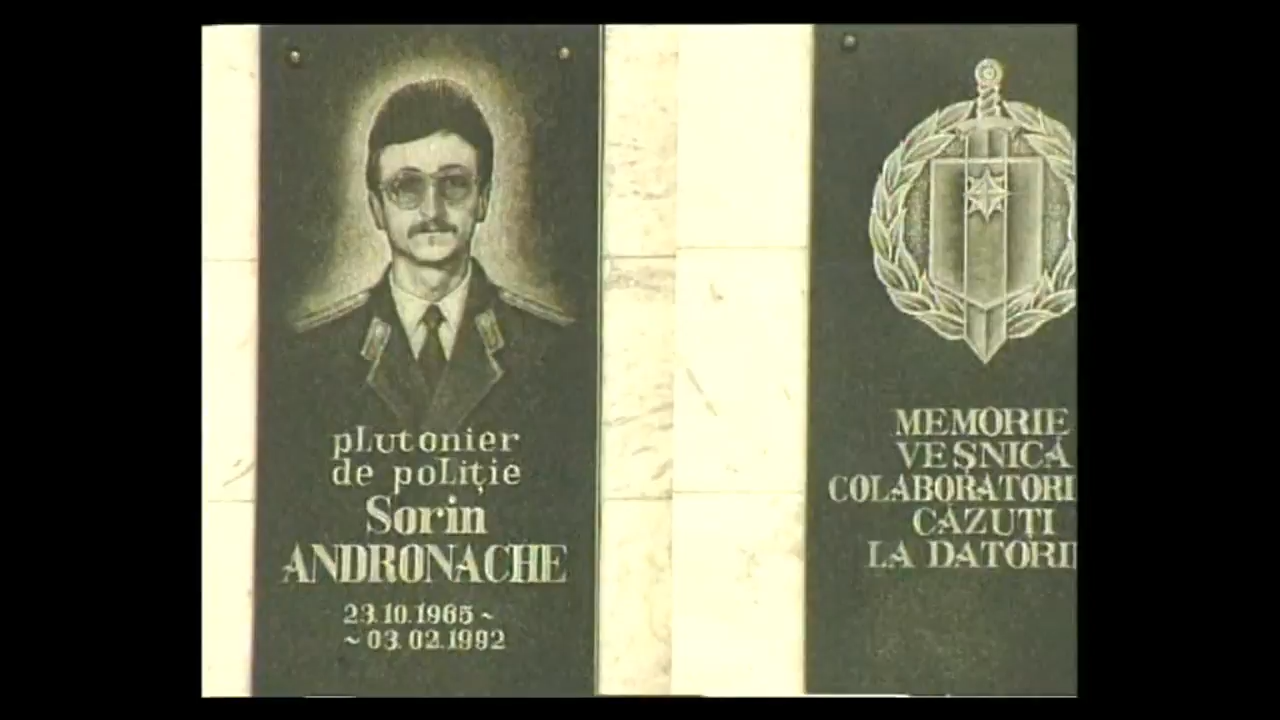 pLutonier
de poLiție
Sorin
ANDRONACHE
23.10.1965 ~
~ 03.02.1992
MEMORIE
VEȘNICĂ
COLABORATORI
CĂZUȚI
LA DATORI